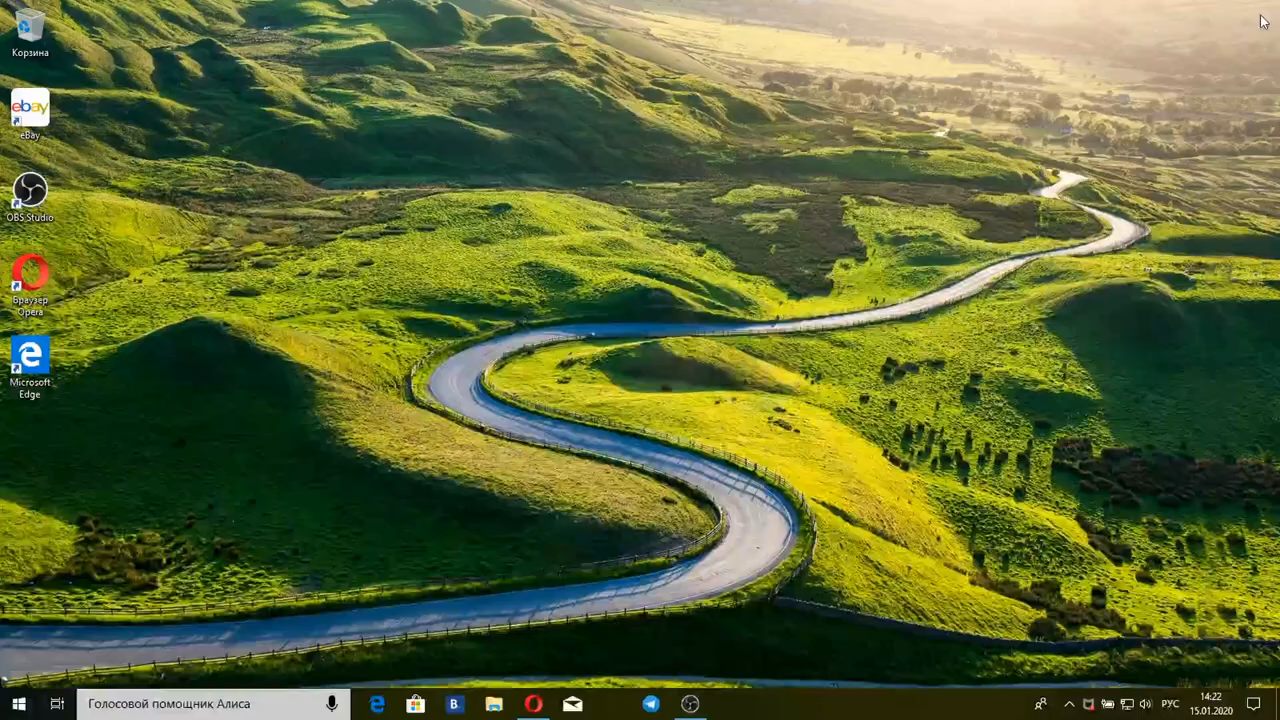 Корзина
ebay
eBay
OBS Studio
Браузер
Opera
Microsoft
Edge
Голосовой помощник Алиса
B.
РУС
14:22
15.01.2020